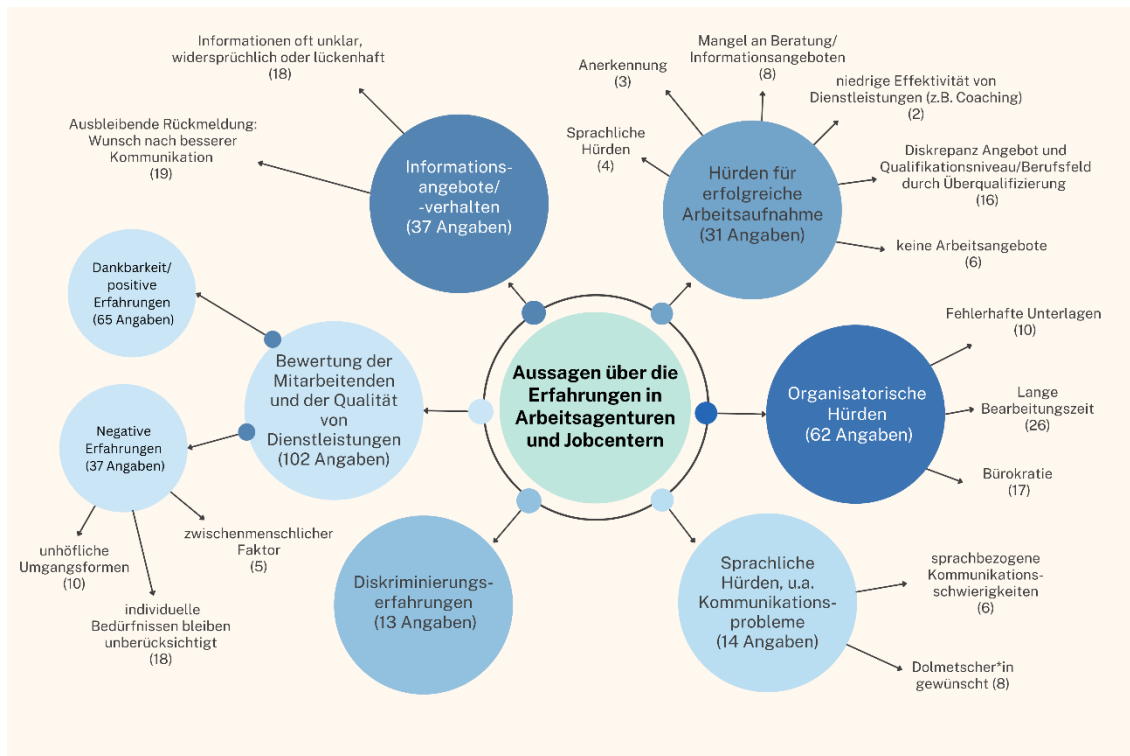 Aussagen über die
Erfahrungen in
Arbeitsagenturen
und Jobcentern
Informations-
angebote/
-verhalten
(37 Angaben)
Informationen oft unklar,
widersprüchlich oder lückenhaft
(18)
Ausbleibende Rückmeldung:
Wunsch nach besserer
Kommunikation
(19)
Hürden für
erfolgreiche
Arbeitsaufnahme
(31 Angaben)
Sprachliche
Hürden
(4)
Anerkennung
(3)
Mangel an Beratung/
Informationsangeboten
(8)
niedrige Effektivität von
Dienstleistungen (z.B. Coaching)
(2)
Diskrepanz Angebot und
Qualifikationsniveau/Berufsfeld
durch Überqualifizierung
(16)
keine Arbeitsangebote
(6)
Organisatorische
Hürden
(62 Angaben)
Fehlerhafte Unterlagen
(10)
Lange
Bearbeitungszeit
(26)
Bürokratie
(17)
Sprachliche
Hürden, u.a.
Kommunikations-
probleme
(14 Angaben)
sprachbezogene
Kommunikations-
schwierigkeiten
(6)
Dolmetscher*in
gewünscht (8)
Diskriminierungs-
erfahrungen
(13 Angaben)
Bewertung der
Mitarbeitenden
und der Qualität
von
Dienstleistungen
(102 Angaben)
Dankbarkeit/
positive
Erfahrungen
(65 Angaben)
Negative
Erfahrungen
(37 Angaben)
unhöfliche
Umgangsformen
(10)
individuelle
Bedürfnissen bleiben
unberücksichtigt
(18)
zwischenmenschlicher
Faktor
(5)